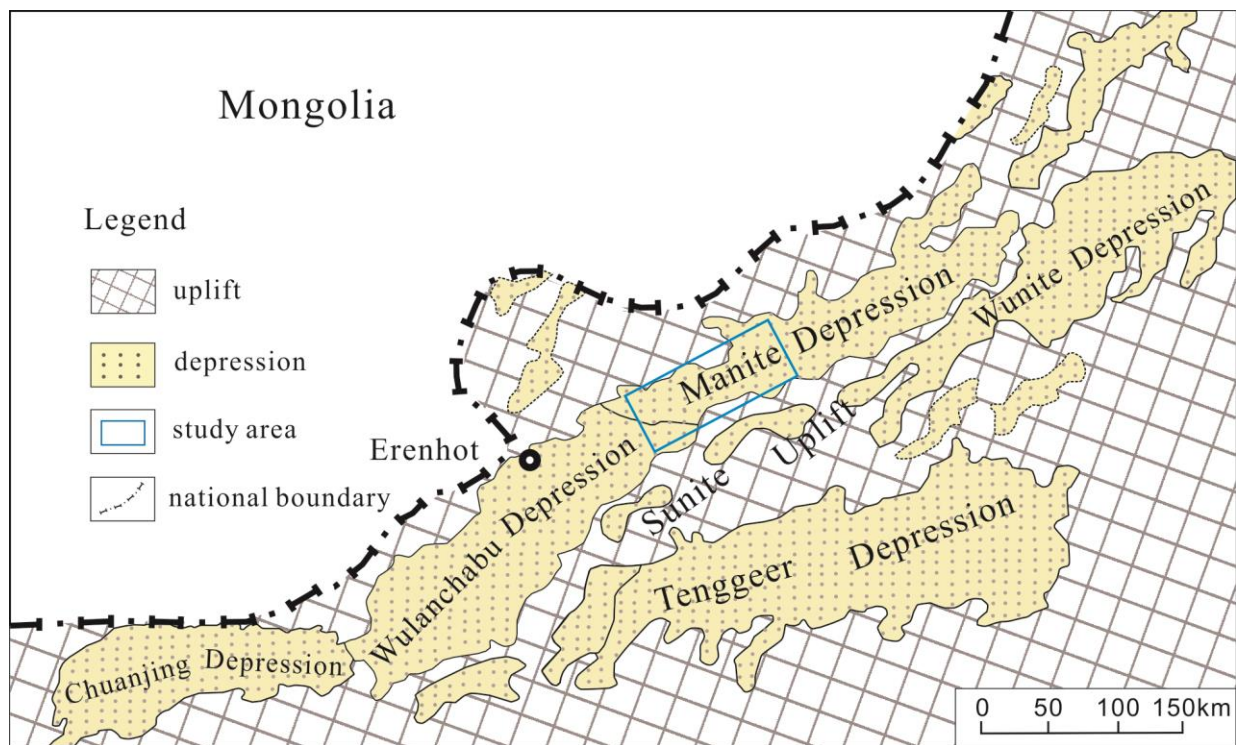 Mongolia
Legend
uplift
depression
study area
national boundary
Erenhot
Manite Depression
Wunite Depression
Sunite Uplift
Wulanchabu Depression
Tenggeer Depression
Chuanjing Depression
0 50 100 150km